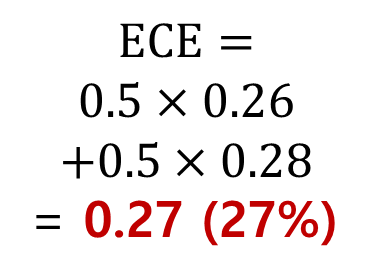 ECE =
0.5 × 0.26
+0.5 × 0.28
= 0.27 (27%)